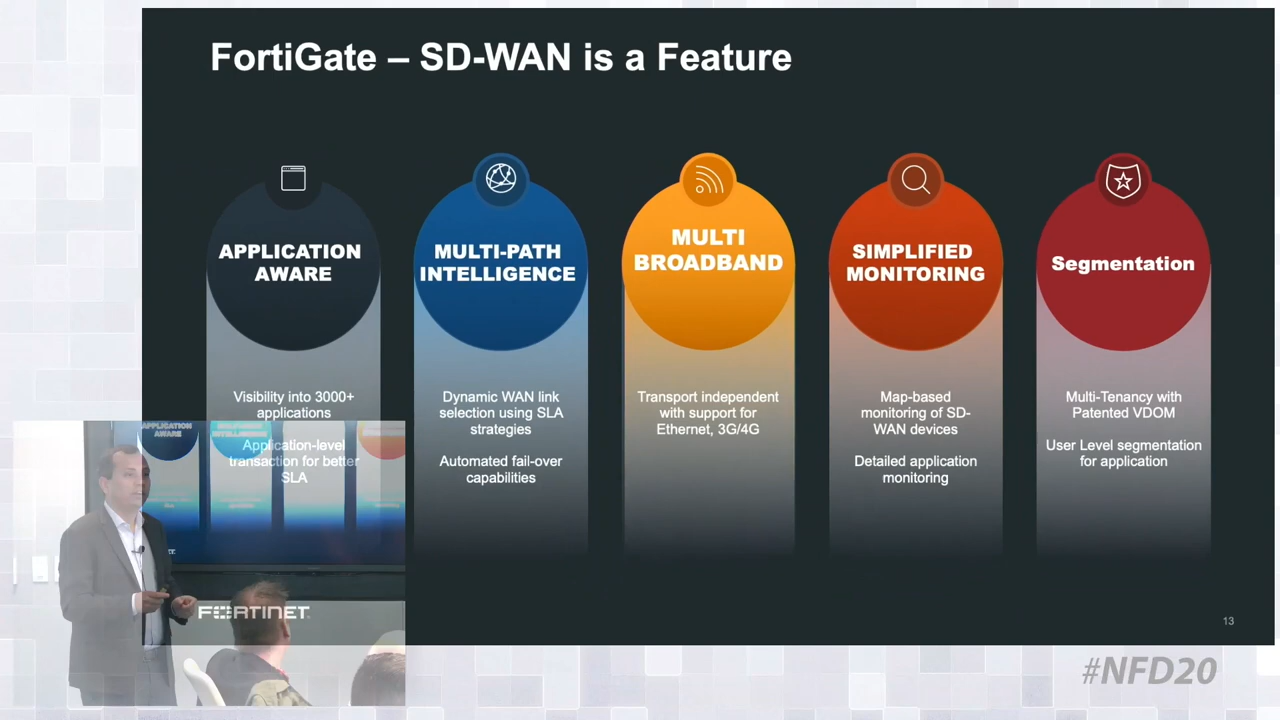 FortiGate – SD-WAN is a Feature
APPLICATION
AWARE
Visibility into 3000+
applications
Application-level
transaction for better
SLA
MULTI-PATH
INTELLIGENCE
Dynamic WAN link
selection using SLA
strategies
Automated fail-over
capabilities
MULTI
BROADBAND
Transport independent
with support for
Ethernet, 3G/4G
SIMPLIFIED
MONITORING
Map-based
monitoring of SD-
WAN devices
Detailed application
monitoring
Segmentation
Multi-Tenancy with
Patented VDOM
User Level segmentation
for application
APPLICATION
AWARE
FORTINET
13
#NFD20